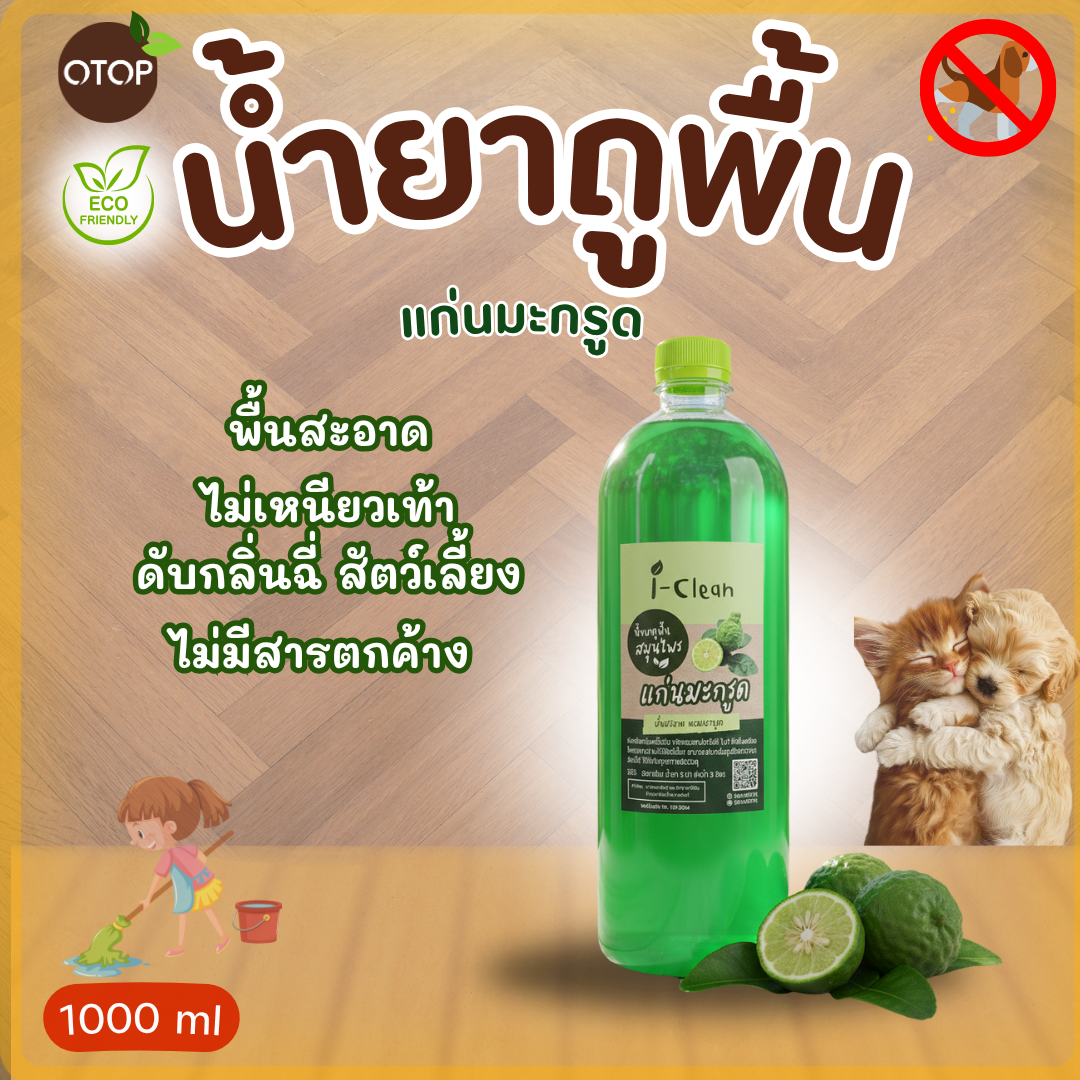 OTOP
น้ำยาถูพื้น
ECO
FRIENDLY
แก่นมะกรูด
พื้นสะอาด
ไม่เหนียวเท้า
ดับกลิ่นฉี่ สัตว์เลี้ยง
ไม่มีสารตกค้าง
i-Clean
น้ำยาถูพื้น
สมุนไพร
แก่นมะกรูด
1000 ml